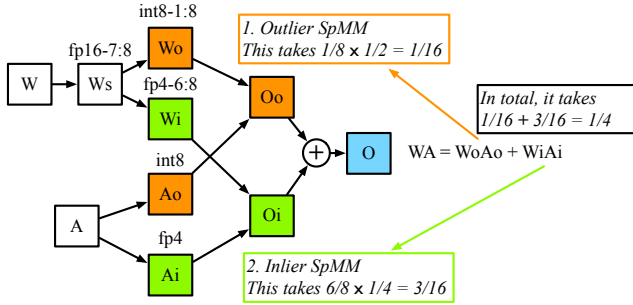 int8-1:8
1. Outlier SpMM
This takes 1/8 x 1/2 = 1/16
fp16-7:8
Wo
W
Ws
fp4-6:8
Oo
In total, it takes
1/16 + 3/16 = 1/4
Wi
+
O
WA = WoAo + WiAi
int8
Ao
A
Oi
fp4
Ai
2. Inlier SpMM
This takes 6/8 x 1/4 = 3/16